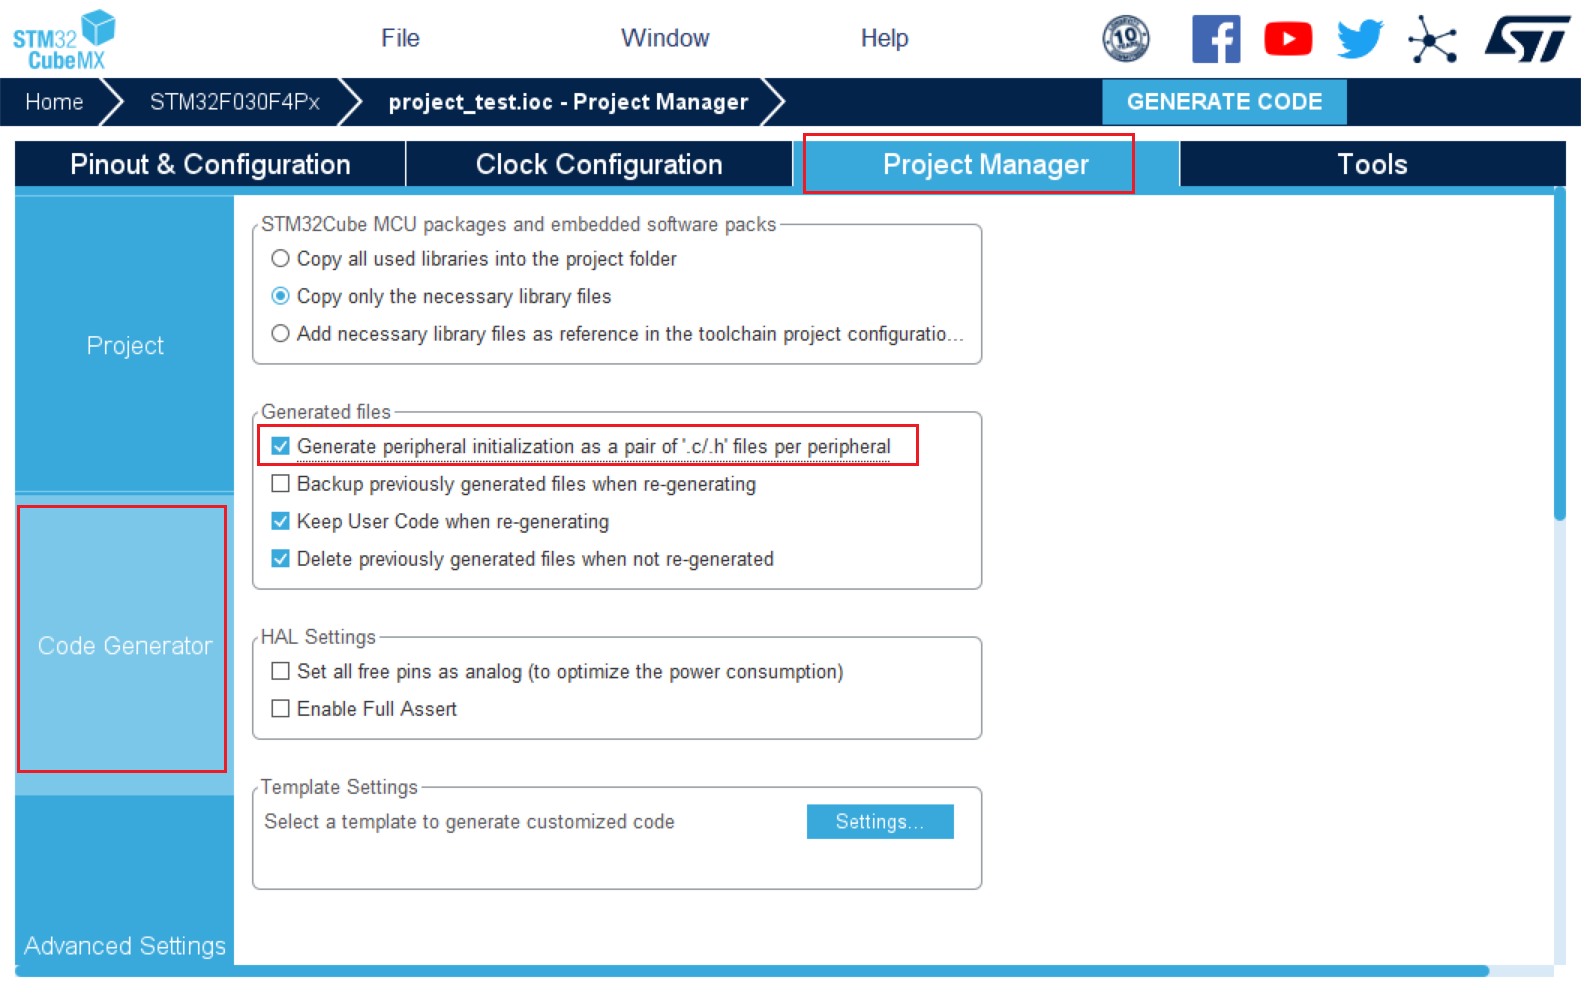 STM32
CubeMX
File
Window
Help
10
ST
Home
STM32F030F4Px
project_test.ioc - Project Manager
GENERATE CODE
Pinout & Configuration
Clock Configuration
Project Manager
Tools
Project
Code Generator
Advanced Settings
STM32Cube MCU packages and embedded software packs
Copy all used libraries into the project folder
Copy only the necessary library files
Add necessary library files as reference in the toolchain project configuratio...
Generated files
Generate peripheral initialization as a pair of '.c/.h' files per peripheral
Backup previously generated files when re-generating
Keep User Code when re-generating
Delete previously generated files when not re-generated
HAL Settings
Set all free pins as analog (to optimize the power consumption)
Enable Full Assert
Template Settings
Select a template to generate customized code
Settings...